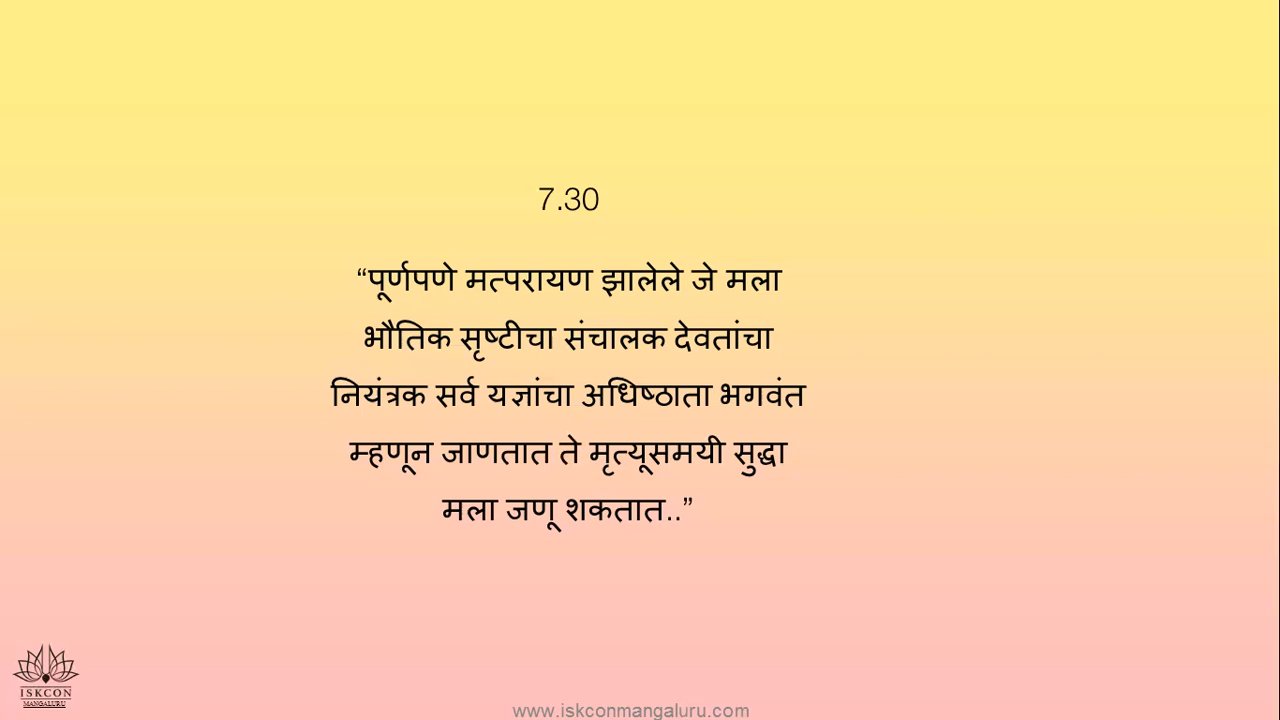 7.30
“पूर्णपणे मत्परायण झालेले जे मला
भौतिक सृष्टीचा संचालक देवतांचा
नियंत्रक सर्व यज्ञांचा अधिष्ठाता भगवंत
म्हणून जाणतात ते मृत्यूसमयी सुद्धा
मला जणू शकतात..”
ISKCON
MANGALURU
www.iskconmangaluru.com